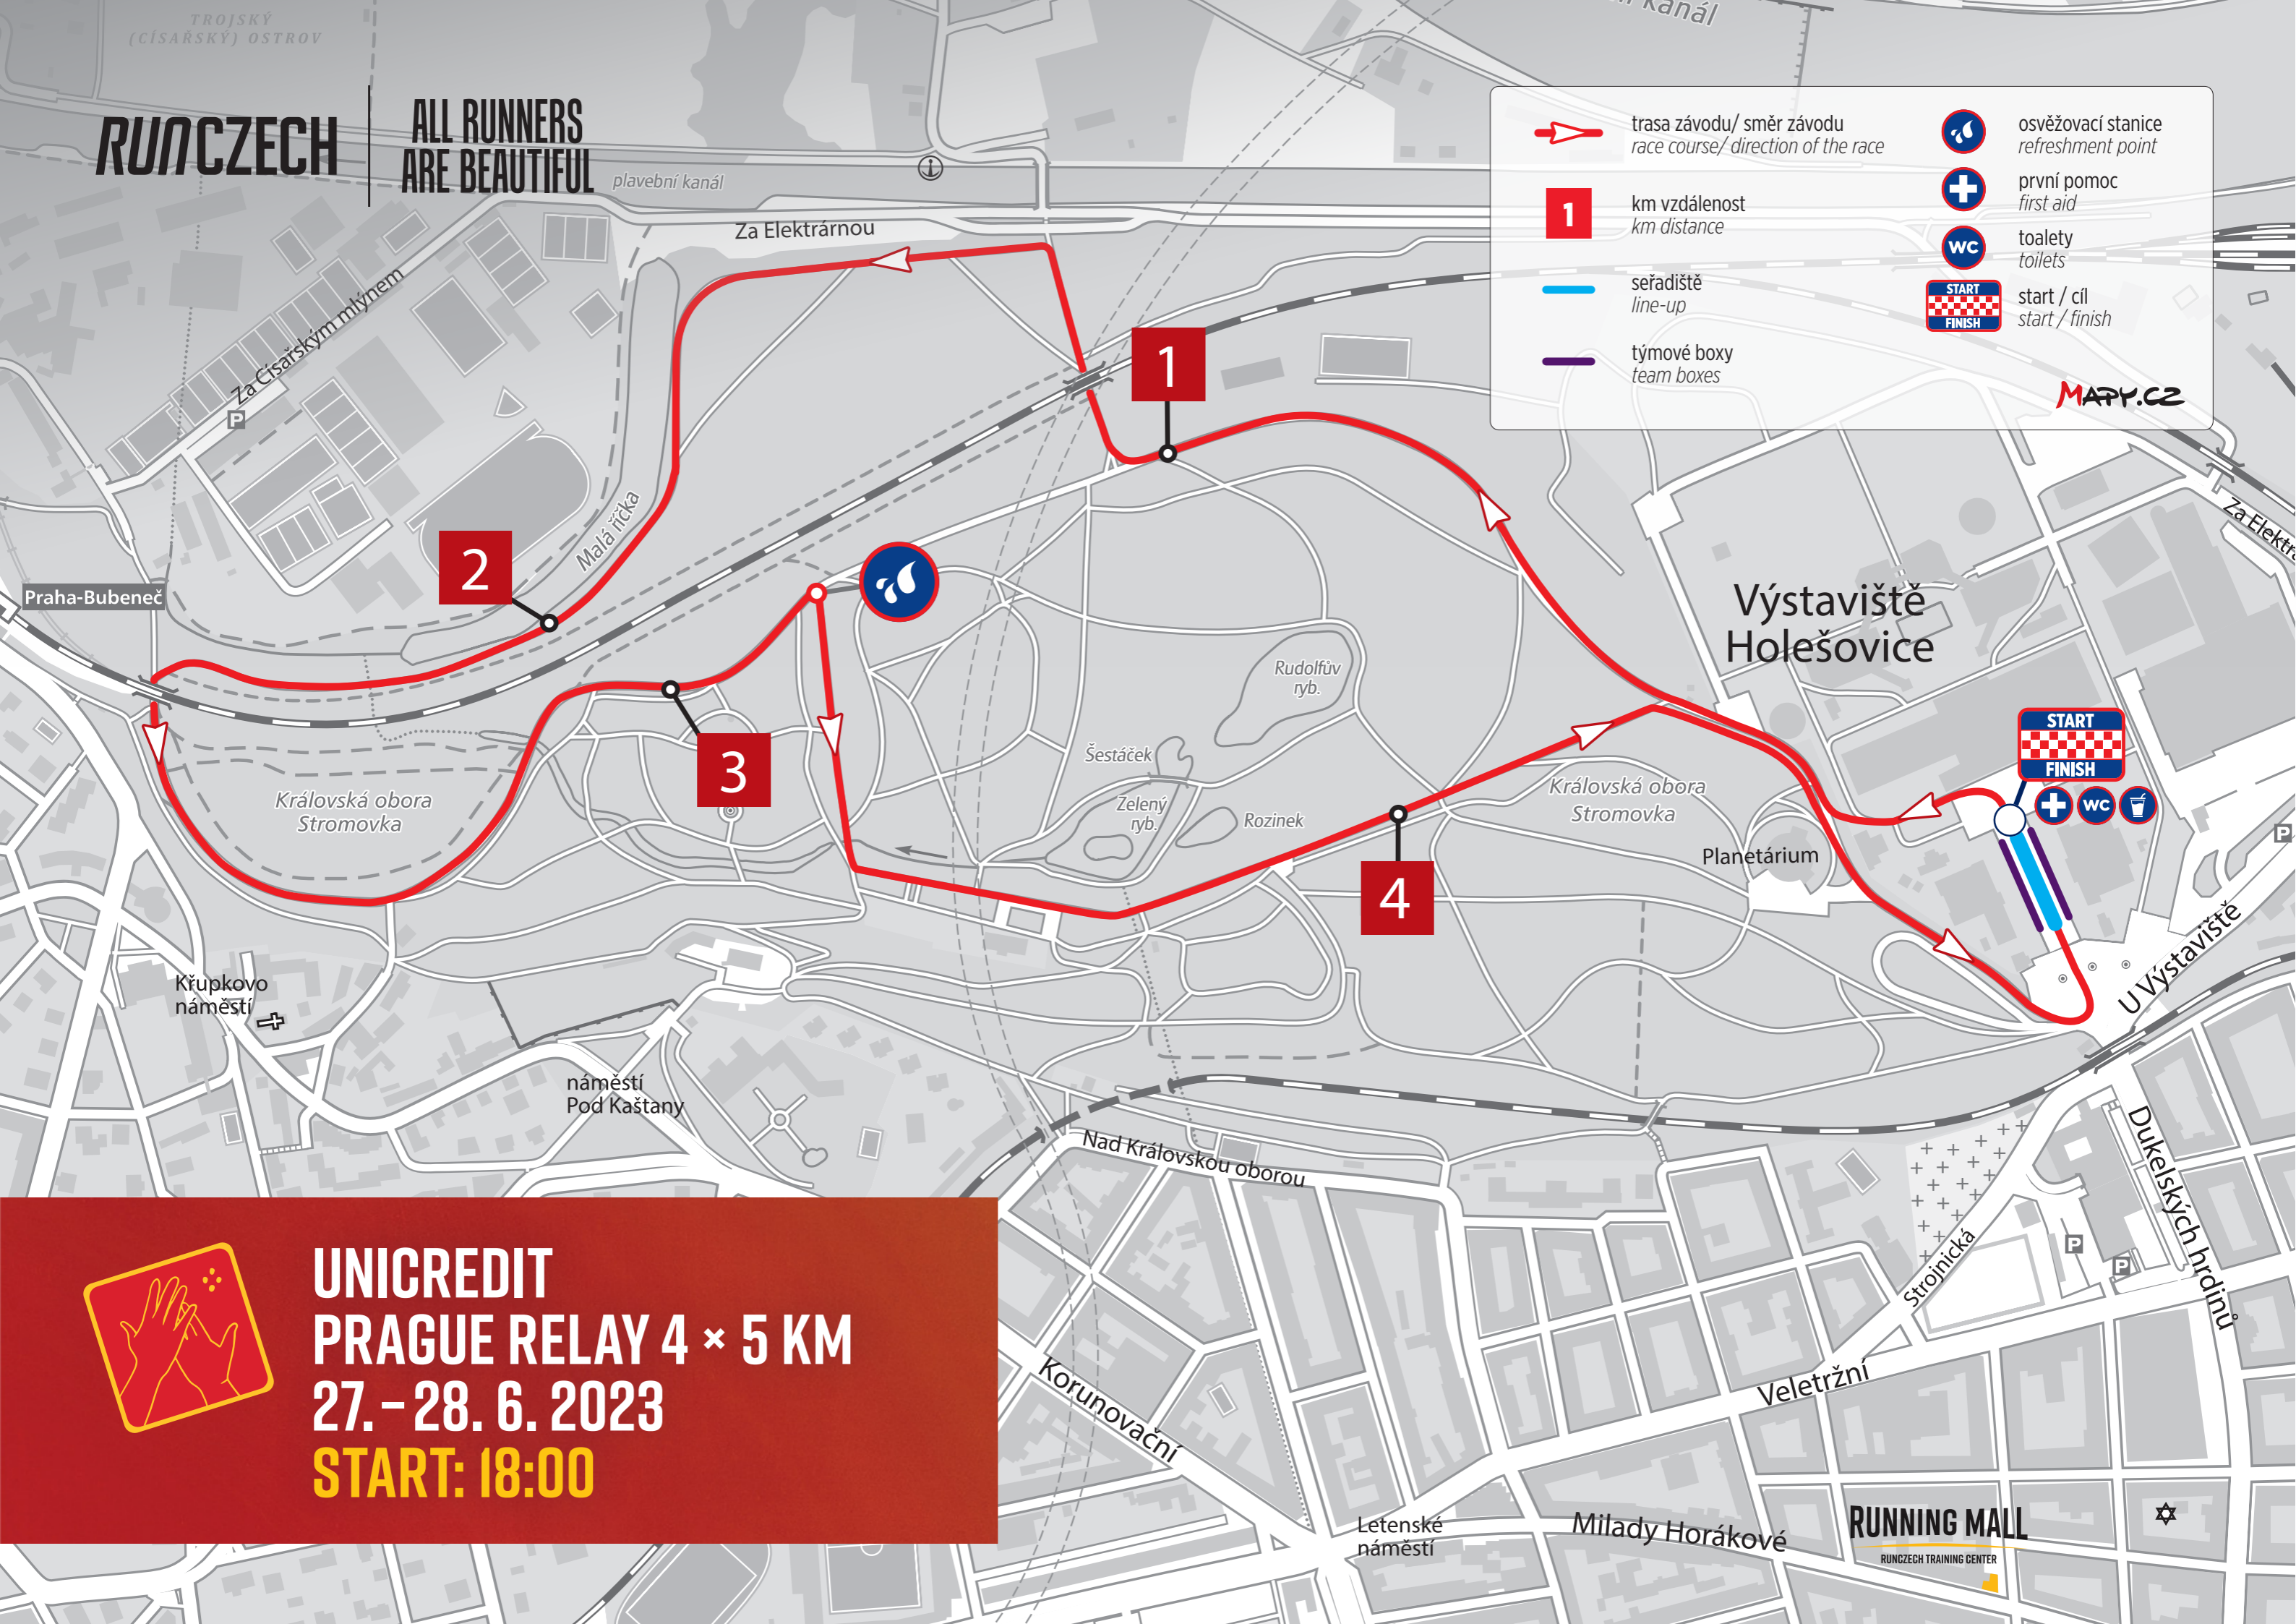 TROJSKÝ
(CÍSAŘSKÝ) OSTROV
kanál
RUNCZECH
ALL RUNNERS
ARE BEAUTIFUL
plavební kanál
Za Elektrárnou
trasa závodu/ směr závodu
race course/ direction of the race
1
km vzdálenost
km distance
seřadiště
line-up
týmové boxy
team boxes
osvěžovací stanice
refreshment point
první pomoc
first aid
WC
toalety
toilets
START
FINISH
start / cíl
start / finish
MAPY.CZ
Za Císařským mlýnem
P
1
Za Elektr
2
Malá říčka
Praha-Bubeneč
Výstaviště
Holešovice
Rudolfův
ryb.
START
FINISH
WC
P
3
Šestáček
Zelený
ryb.
Rozinek
Královská obora
Stromovka
Královská obora
Stromovka
Planetárium
4
U Výstaviště
Křupkovo
náměstí
náměstí
Pod Kaštany
Nad Královskou oborou
Dukelských hrdinů
Strojnická
P
P
UNICREDIT
PRAGUE RELAY 4 × 5 KM
27.–28. 6. 2023
START: 18:00
Korunovační
Veletržní
Letenské
náměstí
Milady Horákové
RUNNING MALL
RUNCZECH TRAINING CENTER